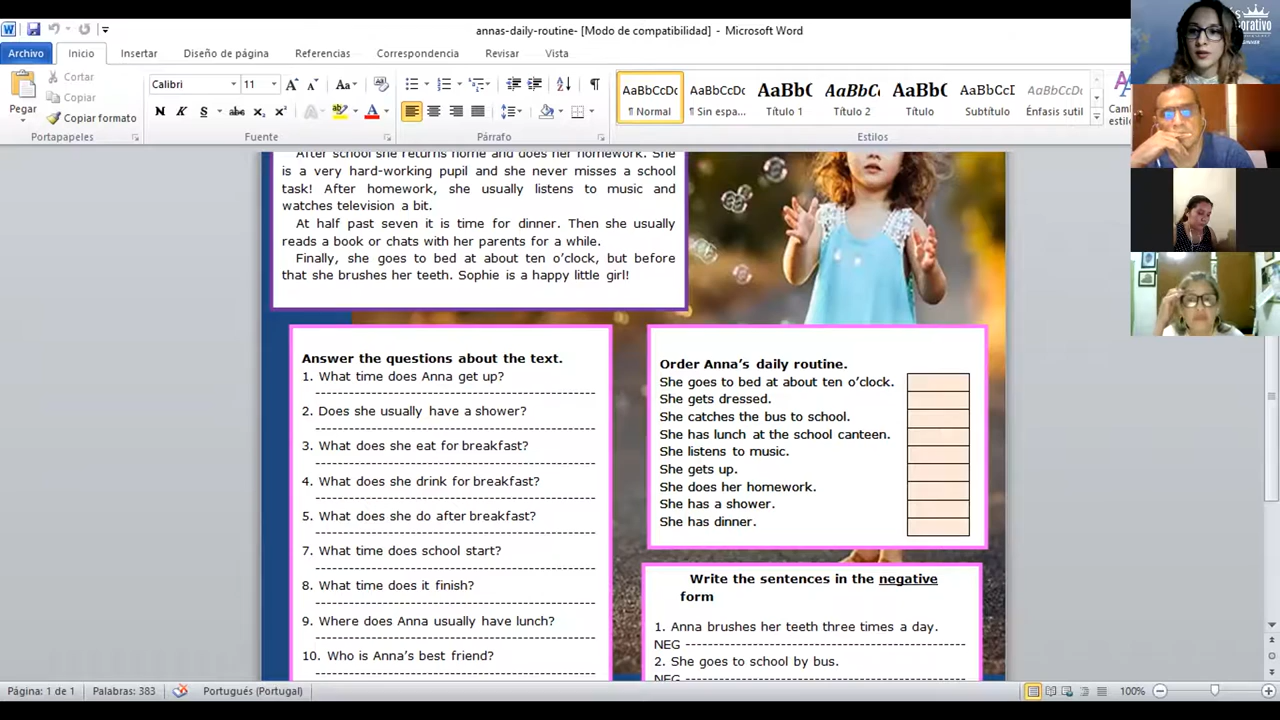 annas-daily-routine- [Modo de compatibilidad] - Microsoft Word
Archivo Inicio Insertar Diseño de página Referencias Correspondencia Revisar Vista
Pegar
Cortar
Copiar
Copiar formato
Portapapeles
Calibri 11
Fuente
Párrafo
AaBbCcDc AaBbCcDc AaBbC AaBbCc AaBbC AaBbCcI AaBbCcDc
¶ Normal ¶ Sin espa... Título 1 Título 2 Título Subtítulo Énfasis sutil
Estilos
After school she returns home and does her homework. She
is a very hard-working pupil and she never misses a school
task! After homework, she usually listens to music and
watches television a bit.
At half past seven it is time for dinner. Then she usually
reads a book or chats with her parents for a while.
Finally, she goes to bed at about ten o’clock, but before
that she brushes her teeth. Sophie is a happy little girl!
Answer the questions about the text.
1. What time does Anna get up?
2. Does she usually have a shower?
3. What does she eat for breakfast?
4. What does she drink for breakfast?
5. What does she do after breakfast?
7. What time does school start?
8. What time does it finish?
9. Where does Anna usually have lunch?
10. Who is Anna’s best friend?
Order Anna’s daily routine.
She goes to bed at about ten o’clock.
She gets dressed.
She catches the bus to school.
She has lunch at the school canteen.
She listens to music.
She gets up.
She does her homework.
She has a shower.
She has dinner.
Write the sentences in the negative
form
1. Anna brushes her teeth three times a day.
NEG
2. She goes to school by bus.
NEG
Página: 1 de 1 Palabras: 383 Portugués (Portugal) 100%